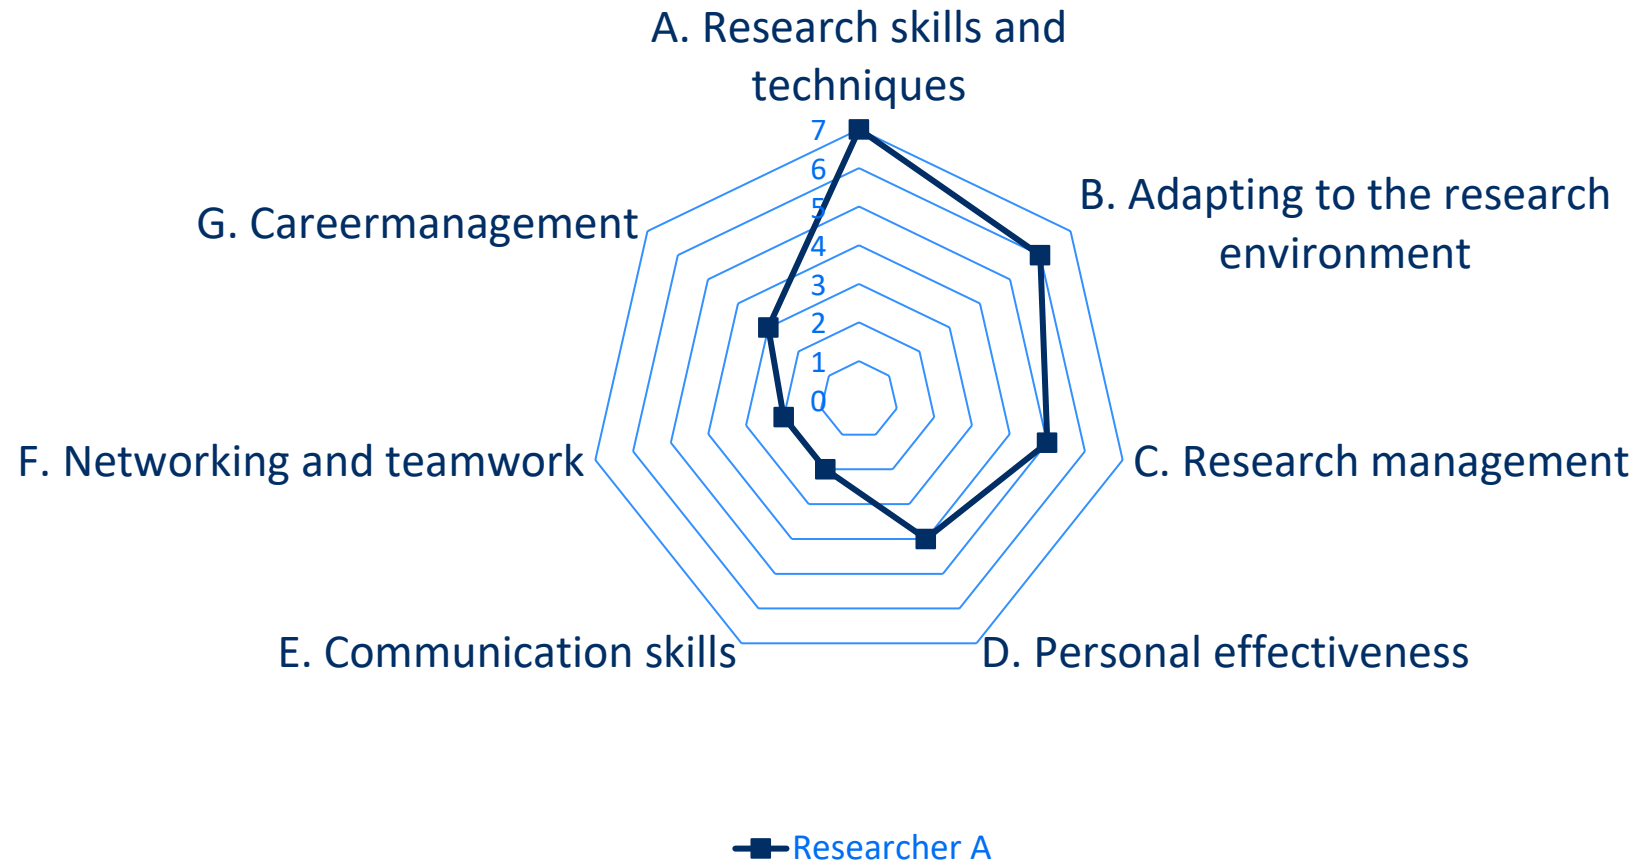 A. Research skills and
techniques
7
6
5
4
3
2
1
0
B. Adapting to the research
environment
G. Careermanagement
F. Networking and teamwork
C. Research management
E. Communication skills
D. Personal effectiveness
Researcher A